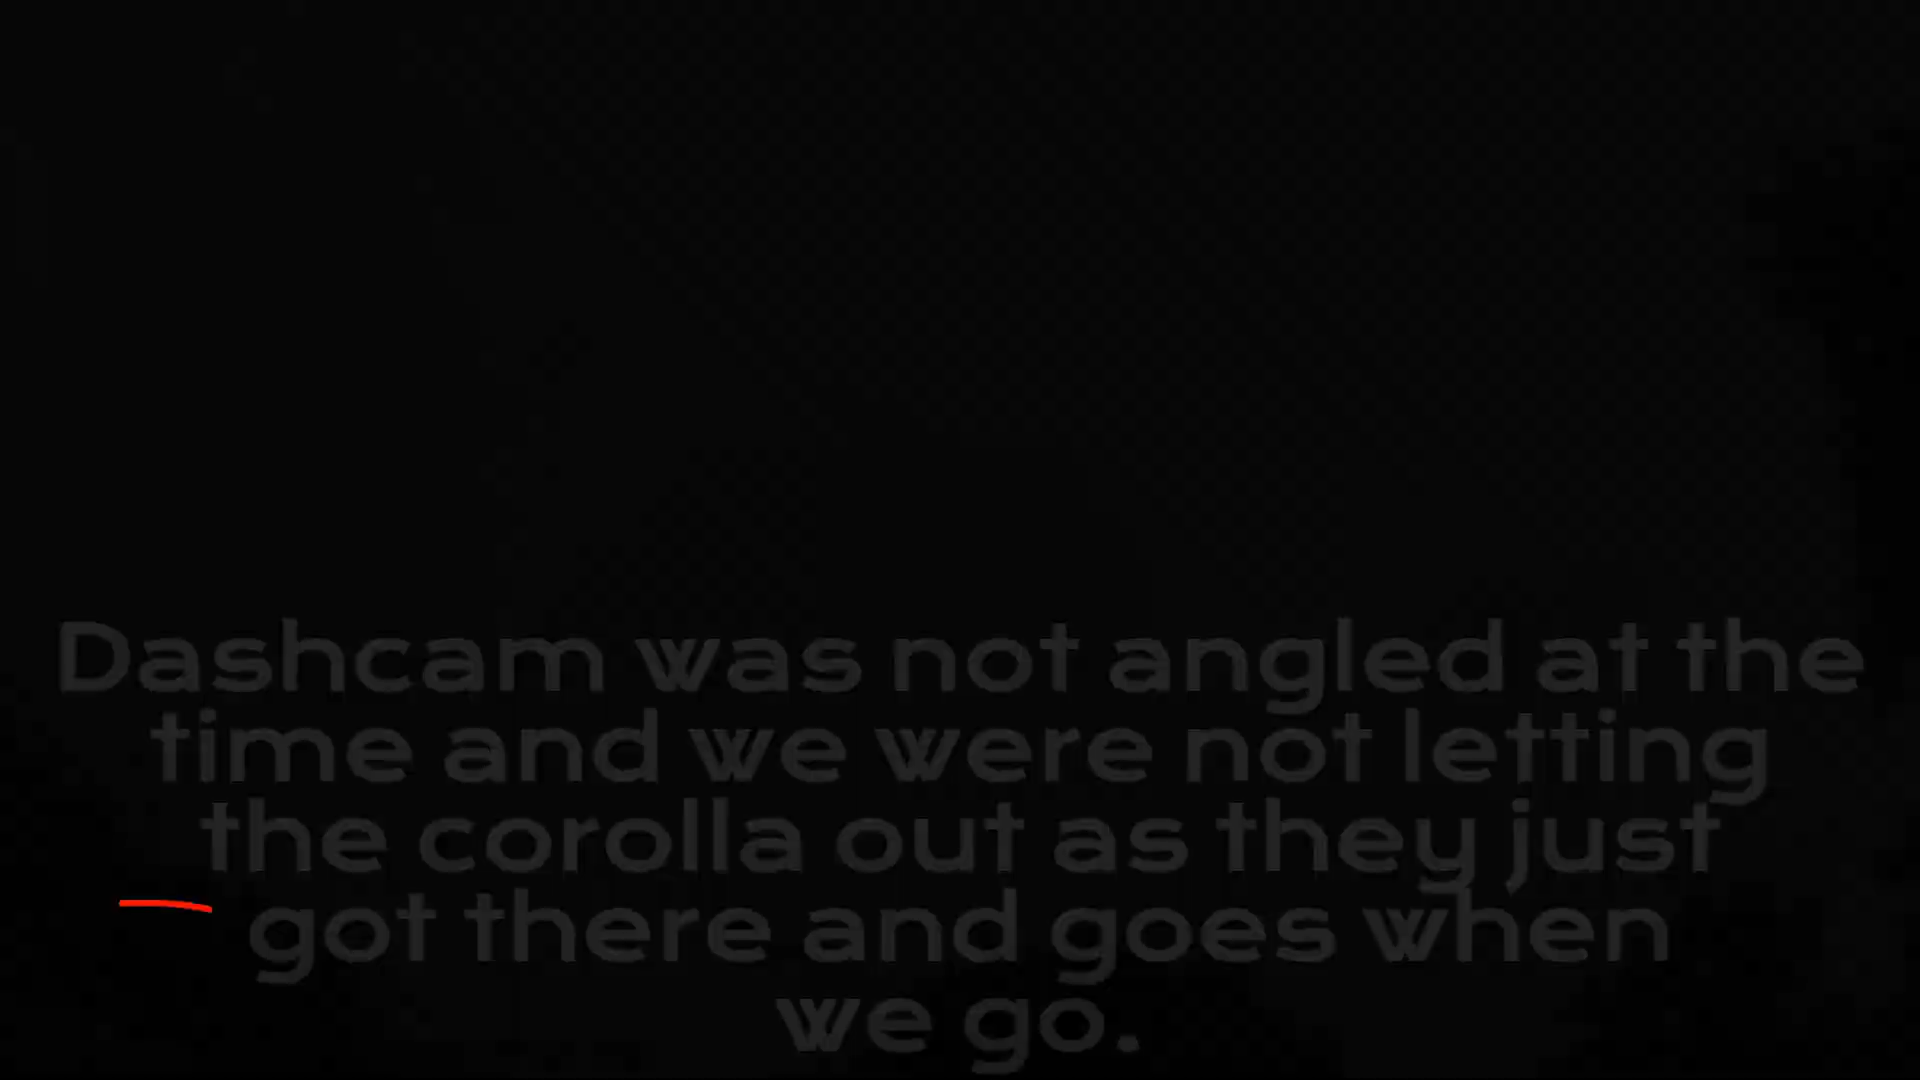 Dashcam was not angled at the
time and we were not letting
the corolla out as they just
got there and goes when
we go.